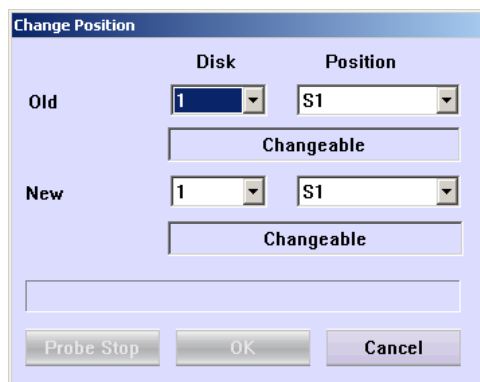 Change Position
Disk Position
Old 1 S1
Changeable
New 1 S1
Changeable
Probe Stop OK Cancel